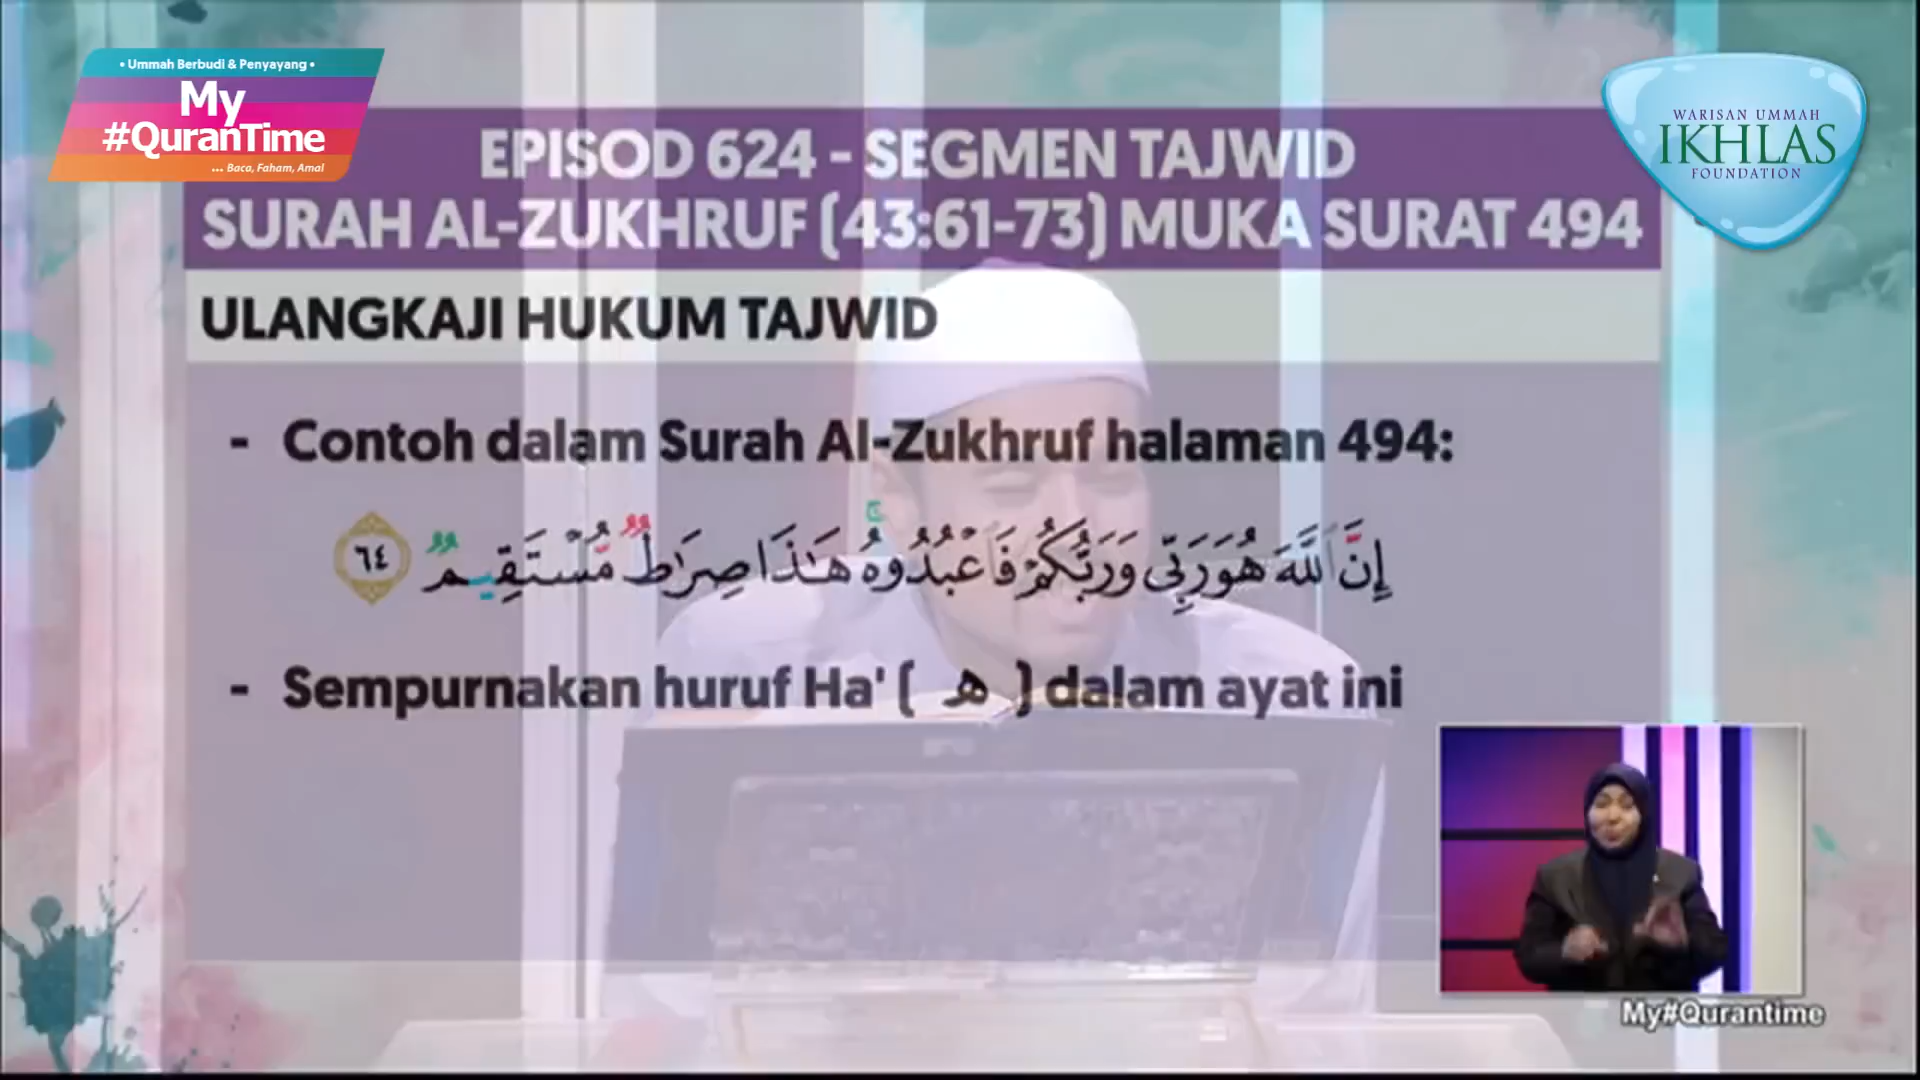 • Ummah Berbudi & Penyayang •
My
#QuranTime
... Baca, Faham, Amal
WARISAN UMMAH
IKHLAS
FOUNDATION
EPISOD 624 - SEGMEN TAJWID
SURAH AL-ZUKHRUF (43:61-73) MUKA SURAT 494
ULANGKAJI HUKUM TAJWID
- Contoh dalam Surah Al-Zukhruf halaman 494:
إِنَّ ٱللَّهَ هُوَ رَبِّى وَرَبُّكُمْ فَٱعْبُدُوهُ ۚ هَـٰذَا صِرَٰطٌ مُّسْتَقِيمٌ ٦٤
- Sempurnakan huruf Ha' ( هـ ) dalam ayat ini
My#Qurantime